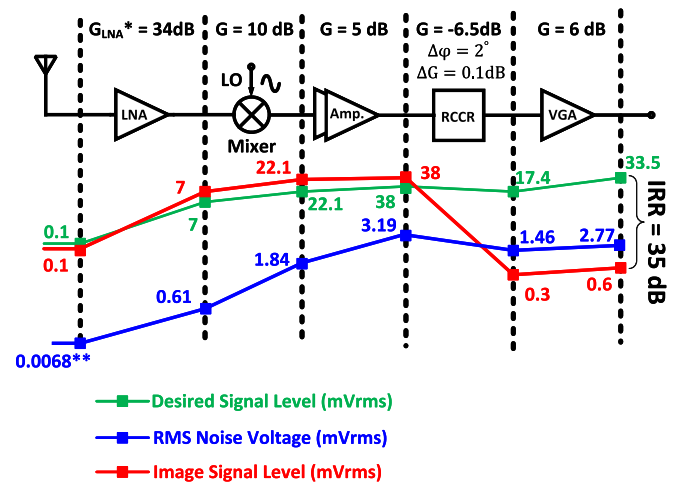 G_LNA* = 34dB
G = 10 dB
G = 5 dB
G = -6.5dB
G = 6 dB
Δφ = 2°
ΔG = 0.1dB
LO
LNA
Amp.
RCCR
VGA
Mixer
0.1
0.1
7
7
22.1
22.1
38
38
17.4
33.5
0.0068**
0.61
1.84
3.19
1.46
2.77
0.3
0.6
IRR = 35 dB
Desired Signal Level (mVrms)
RMS Noise Voltage (mVrms)
Image Signal Level (mVrms)